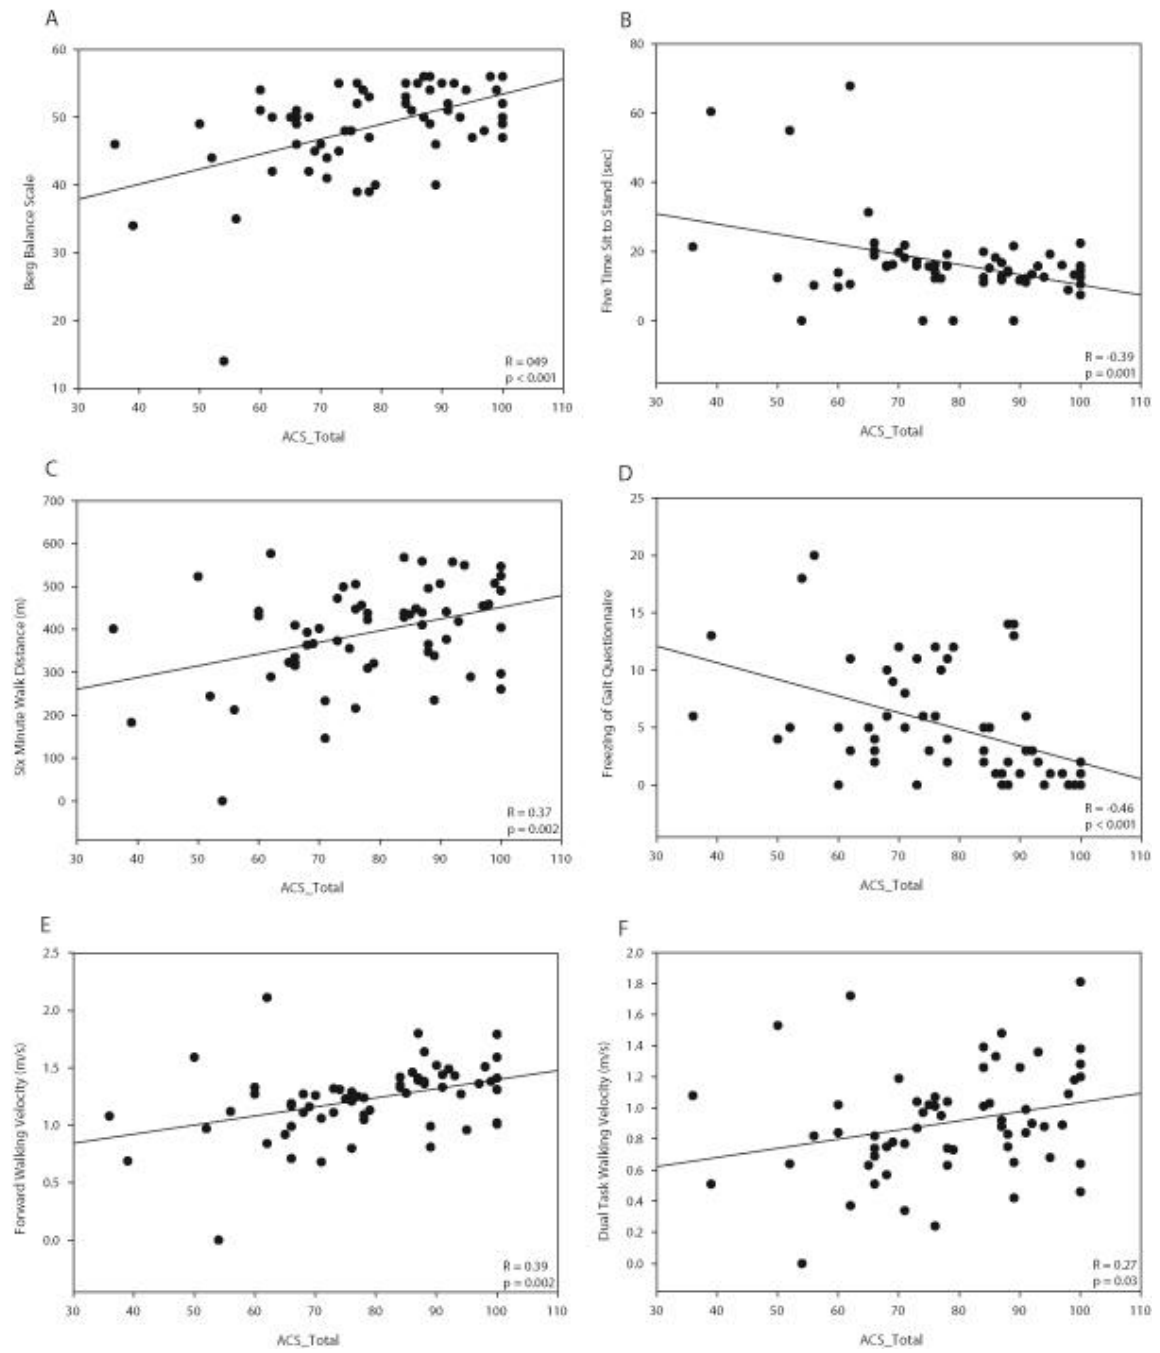 A
60
50
40
30
20
10
Berg Balance Scale
R = 049
p < 0.001
30 40 50 60 70 80 90 100 110
ACS_Total
B
80
60
40
20
0
Five Time Sit to Stand (sec)
R = -0.39
p = 0.001
30 40 50 60 70 80 90 100 110
ACS_Total
C
700
600
500
400
300
200
100
0
Six Minute Walk Distance (m)
R = 0.37
p = 0.002
30 40 50 60 70 80 90 100 110
ACS_Total
D
25
20
15
10
5
0
Freezing of Gait Questionnaire
R = -0.46
p < 0.001
30 40 50 60 70 80 90 100 110
ACS_Total
E
2.5
2.0
1.5
1.0
0.5
0.0
Forward Walking Velocity (m/s)
R = 0.39
p = 0.002
30 40 50 60 70 80 90 100 110
ACS_Total
F
2.0
1.8
1.6
1.4
1.2
1.0
0.8
0.6
0.4
0.2
0.0
Dual Task Walking Velocity (m/s)
R = 0.27
p = 0.03
30 40 50 60 70 80 90 100 110
ACS_Total